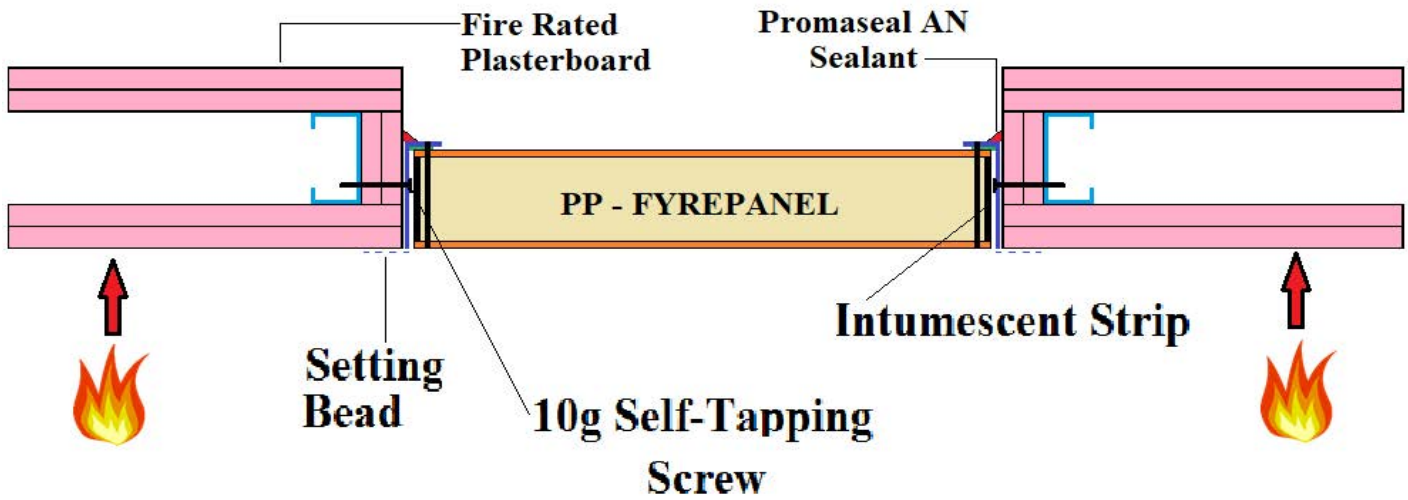 Fire Rated
Plasterboard
Promaseal AN
Sealant
PP - FYREPANEL
Intumescent Strip
Setting
Bead
10g Self-Tapping
Screw